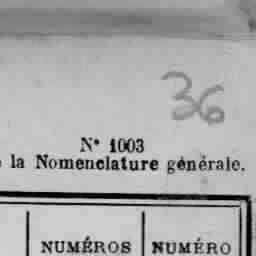 36
N° 1003
la Nomenclature générale.
NUMÉROS NUMÉRO